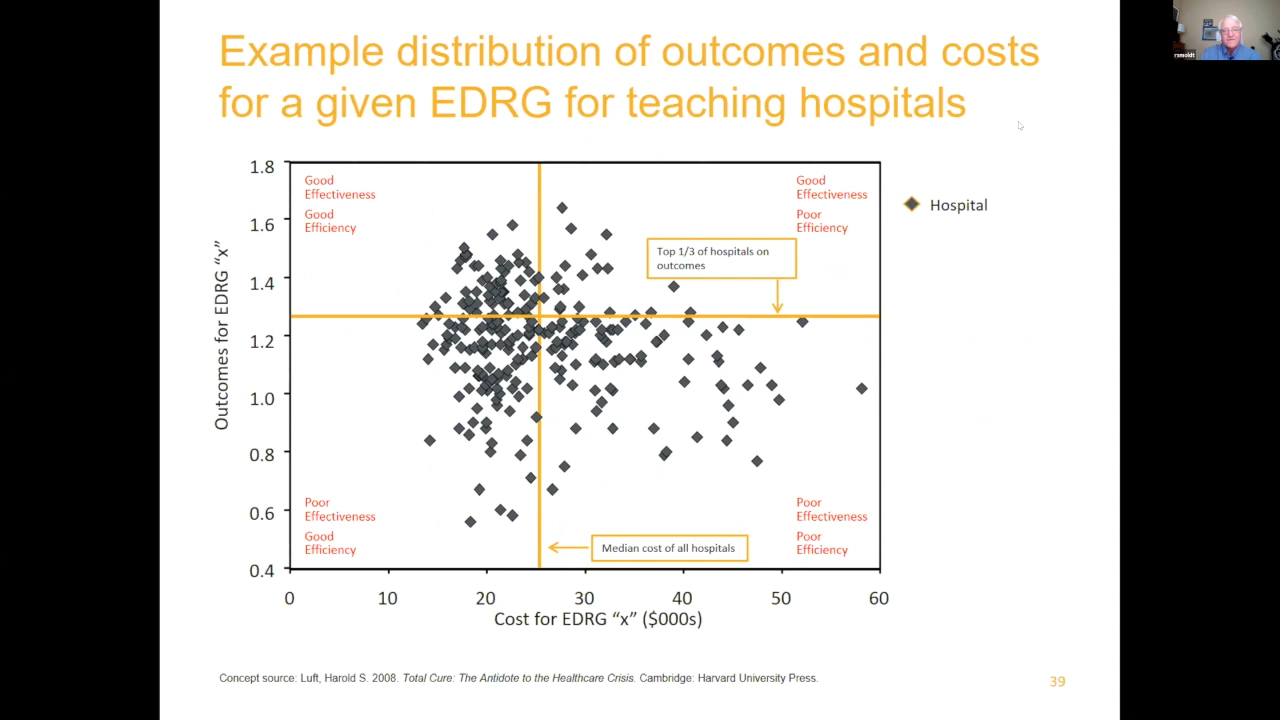 Example distribution of outcomes and costs
for a given EDRG for teaching hospitals
ramoldt
1.8
1.6
1.4
1.2
1.0
0.8
0.6
0.4
Outcomes for EDRG “x”
Good
Effectiveness
Good
Efficiency
Good
Effectiveness
Poor
Efficiency
Hospital
Top 1/3 of hospitals on
outcomes
Poor
Effectiveness
Good
Efficiency
Poor
Effectiveness
Poor
Efficiency
Median cost of all hospitals
0 10 20 30 40 50 60
Cost for EDRG “x” ($000s)
Concept source: Luft, Harold S. 2008. Total Cure: The Antidote to the Healthcare Crisis. Cambridge: Harvard University Press.
39